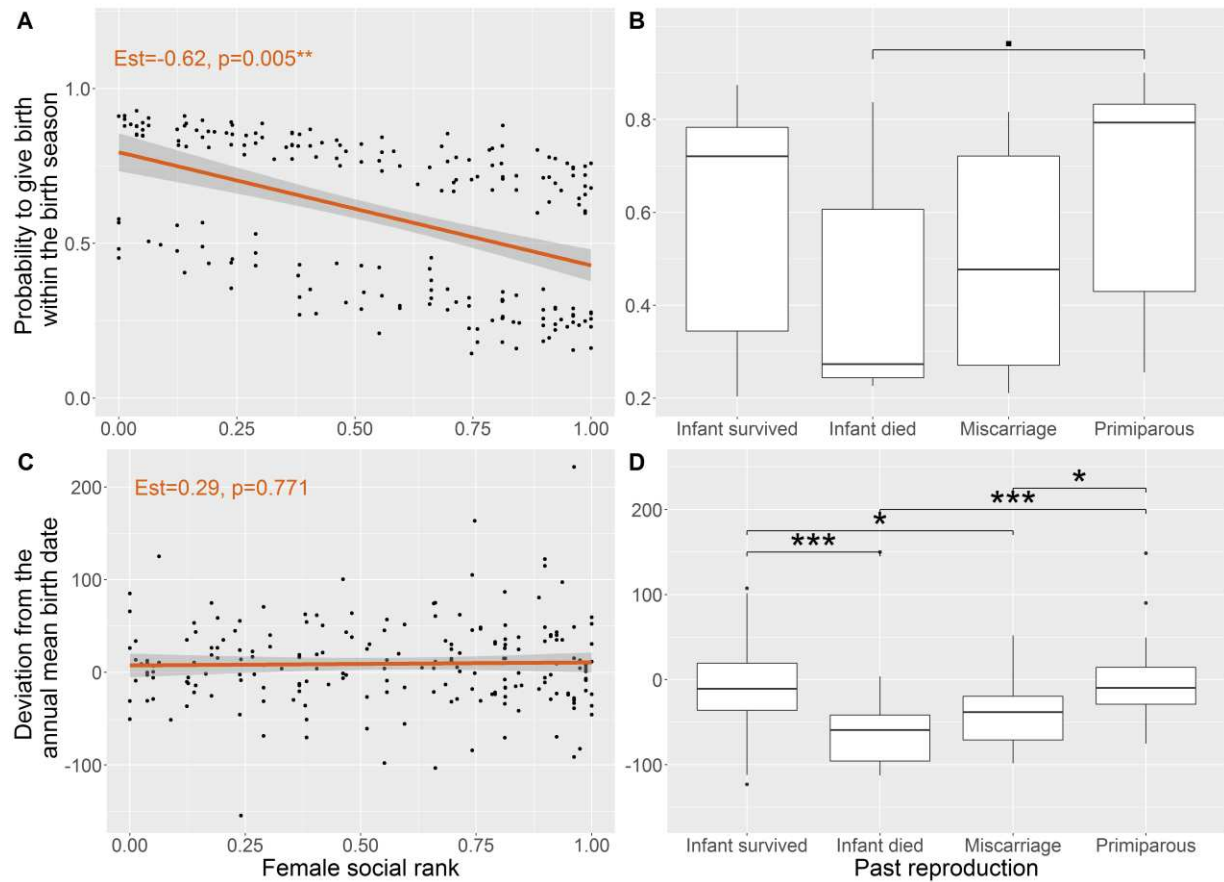 A
Est=-0.62, p=0.005**
Probability to give birth
within the birth season
1.0
0.5
0.0
0.00 0.25 0.50 0.75 1.00
B
0.8
0.6
0.4
0.2
Infant survived Infant died Miscarriage Primiparous
C
Est=0.29, p=0.771
Deviation from the
annual mean birth date
200
100
0
-100
0.00 0.25 0.50 0.75 1.00
Female social rank
D
*
***
*
***
200
100
0
-100
Infant survived Infant died Miscarriage Primiparous
Past reproduction